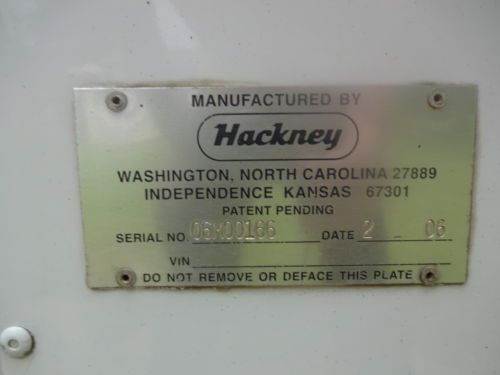 MANUFACTURED BY
Hackney
WASHINGTON, NORTH CAROLINA 27889
INDEPENDENCE KANSAS 67301
PATENT PENDING
SERIAL NO. 06W00166 DATE 2 - 06
VIN
DO NOT REMOVE OR DEFACE THIS PLATE